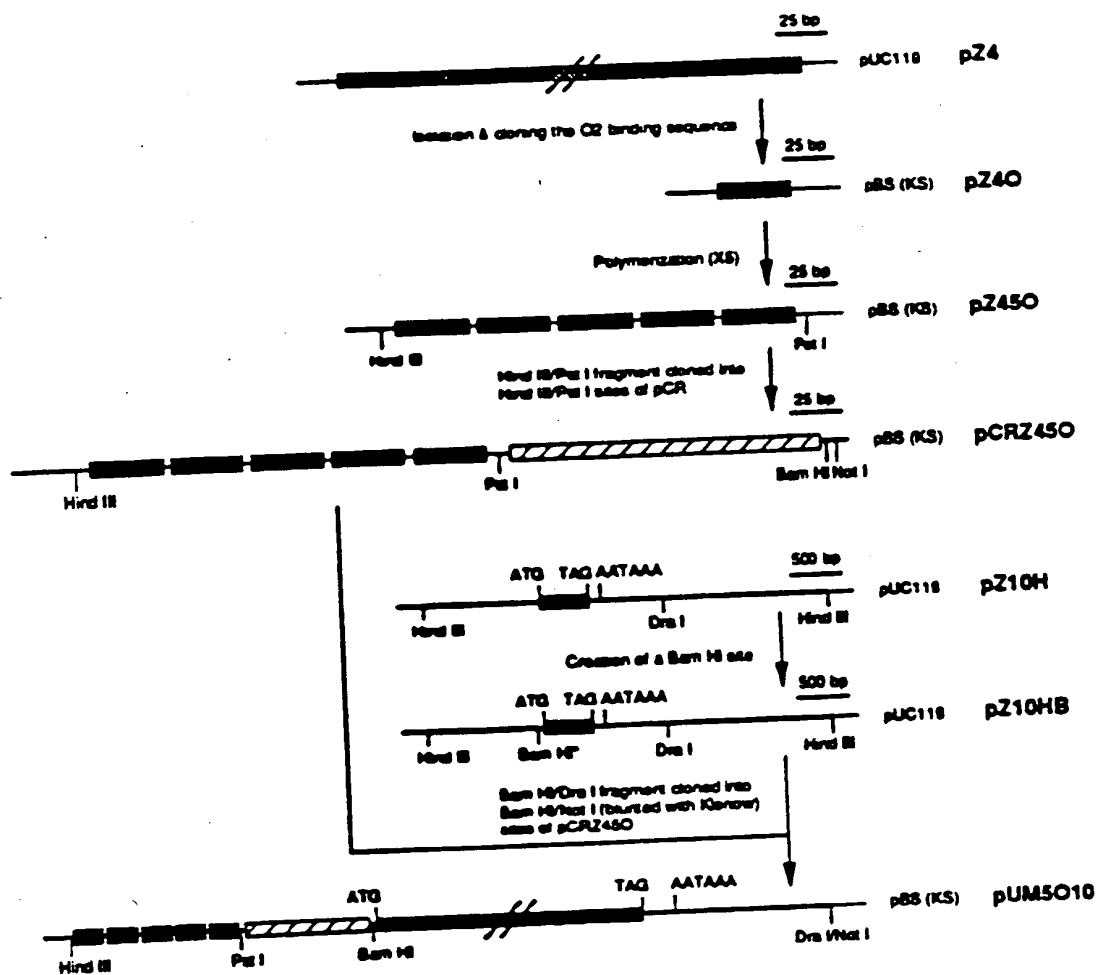 25 bp
pUC118 pZ4
Isolation & cloning the O2 binding sequence
25 bp
pBS (KS) pZ4O
Polymerization (X5)
25 bp
pBS (KS) pZ45O
Hind III Pst I
Hind III/Pst I fragment cloned into
Hind III/Pst I sites of pCR
25 bp
pBS (KS) pCRZ45O
Hind III Pst I Bam HI Not I
500 bp
ATG TAG AATAAA
pUC118 pZ10H
Hind III Dra I Hind III
Creation of a Bam HI site
500 bp
ATG TAG AATAAA
pUC118 pZ10HB
Hind III Bam HI Dra I Hind III
Bam HI/Dra I fragment cloned into
Bam HI/Not I (blunted with Klenow)
sites of pCRZ45O
ATG TAG AATAAA
pBS (KS) pUM5O10
Hind III Pst I Bam HI Dra I/Not I